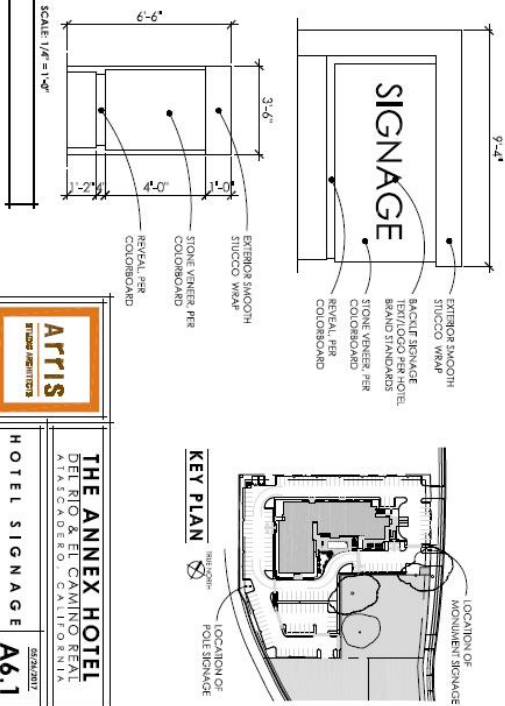 9'-4"
SIGNAGE
EXTERIOR SMOOTH
STUCCO WRAP
BACKLIT SIGNAGE
TEXT/LOGO PER HOTEL
BRAND STANDARDS
STONE VENEER, PER
COLORBOARD
REVEAL, PER
COLORBOARD
3'-6"
6'-6"
1'-0"
4'-0"
1'-2"
EXTERIOR SMOOTH
STUCCO WRAP
STONE VENEER, PER
COLORBOARD
REVEAL, PER
COLORBOARD
SCALE: 1/4" = 1'-0"
LOCATION OF
MONUMENT SIGNAGE
LOCATION OF
POLE SIGNAGE
KEY PLAN
TRUE NORTH
Arris
STUDIO ARCHITECTS
THE ANNEX HOTEL
DEL RIO & EL CAMINO REAL
ATASCADERO, CALIFORNIA
HOTEL SIGNAGE
05/26/2017
A6.1